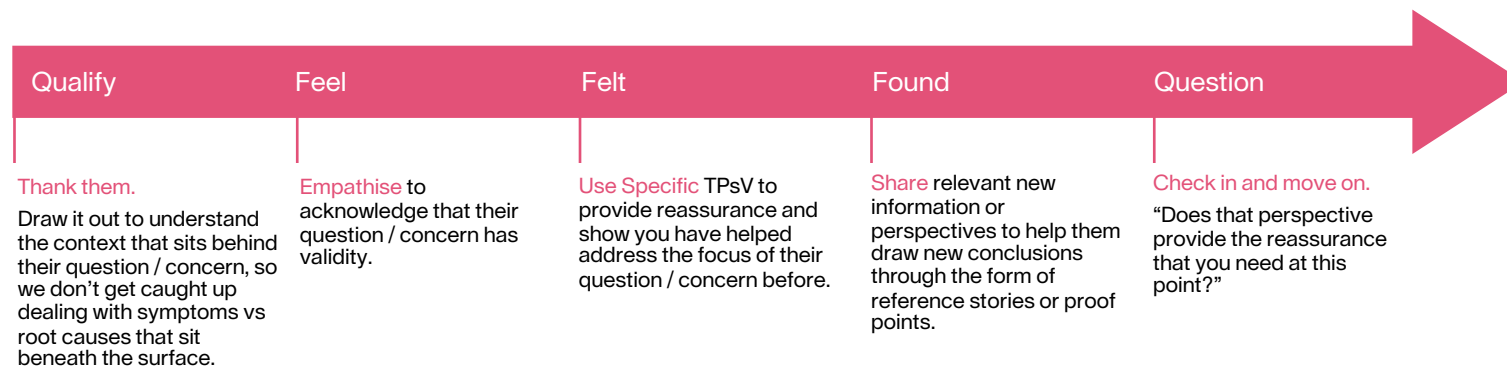 Qualify
Feel
Felt
Found
Question
Thank them.
Draw it out to understand
the context that sits behind
their question / concern, so
we don't get caught up
dealing with symptoms vs
root causes that sit
beneath the surface.
Empathise to
acknowledge that their
question / concern has
validity.
Use Specific TPsV to
provide reassurance and
show you have helped
address the focus of their
question / concern before.
Share relevant new
information or
perspectives to help them
draw new conclusions
through the form of
reference stories or proof
points.
Check in and move on.
“Does that perspective
provide the reassurance
that you need at this
point?”